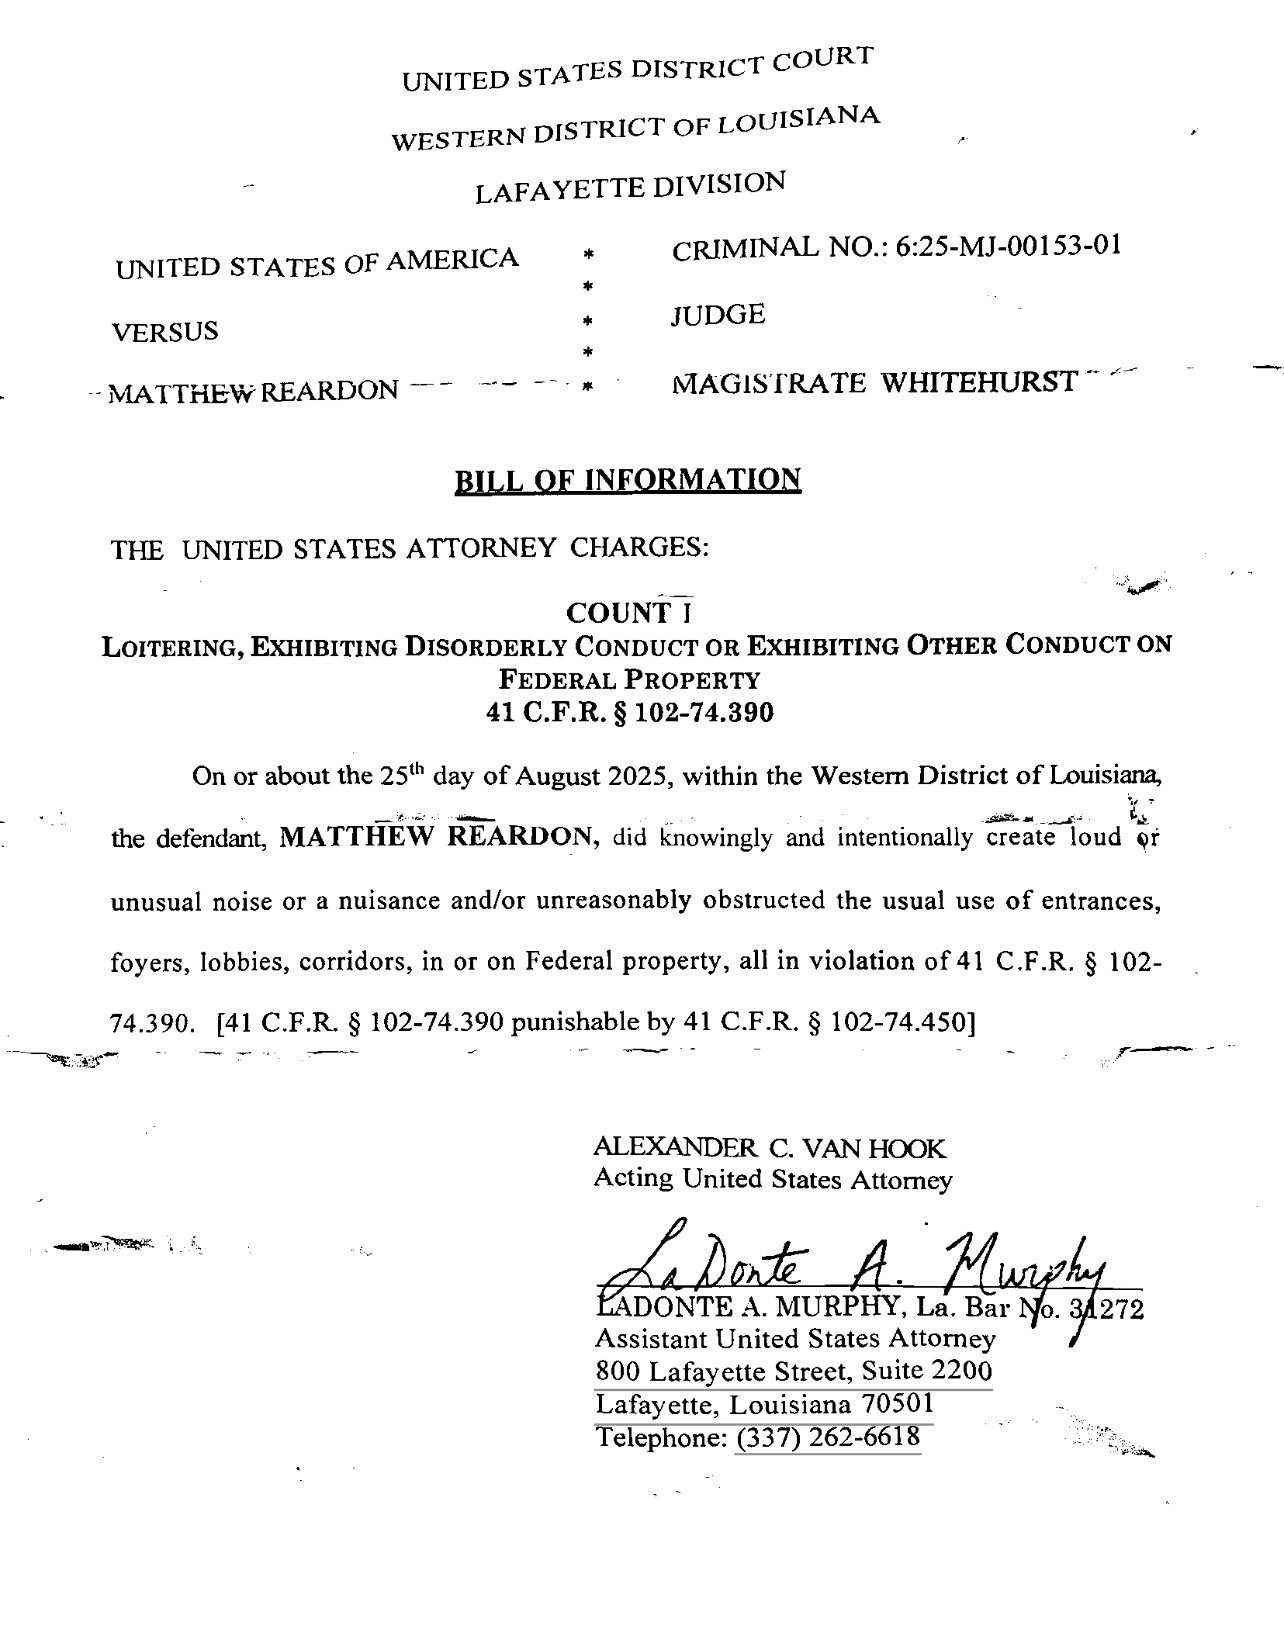 UNITED STATES DISTRICT COURT
WESTERN DISTRICT OF LOUISIANA
LAFAYETTE DIVISION
UNITED STATES OF AMERICA * CRIMINAL NO.: 6:25-MJ-00153-01
*
VERSUS * JUDGE
*
MATTHEW REARDON * MAGISTRATE WHITEHURST
BILL OF INFORMATION
THE UNITED STATES ATTORNEY CHARGES:
COUNT I
LOITERING, EXHIBITING DISORDERLY CONDUCT OR EXHIBITING OTHER CONDUCT ON
FEDERAL PROPERTY
41 C.F.R. § 102-74.390
On or about the 25th day of August 2025, within the Western District of Louisiana,
the defendant, MATTHEW REARDON, did knowingly and intentionally create loud or
unusual noise or a nuisance and/or unreasonably obstructed the usual use of entrances,
foyers, lobbies, corridors, in or on Federal property, all in violation of 41 C.F.R. § 102-
74.390. [41 C.F.R. § 102-74.390 punishable by 41 C.F.R. § 102-74.450]
ALEXANDER C. VAN HOOK
Acting United States Attorney
LaDonte A. Murphy
LADONTE A. MURPHY, La. Bar No. 31272
Assistant United States Attorney
800 Lafayette Street, Suite 2200
Lafayette, Louisiana 70501
Telephone: (337) 262-6618